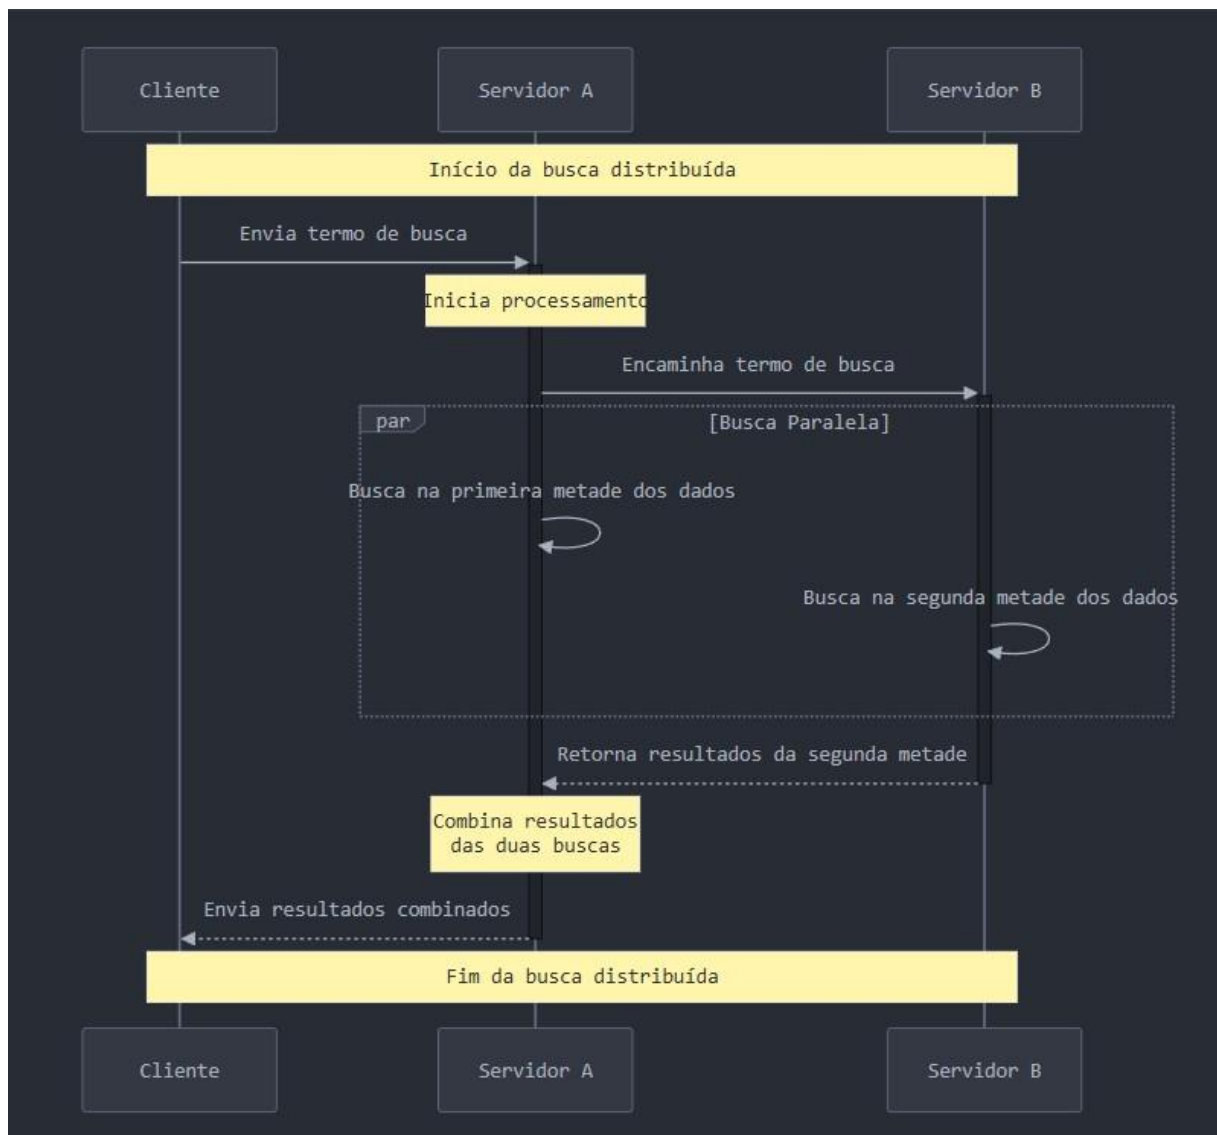 Cliente
Servidor A
Servidor B
Início da busca distribuída
Envia termo de busca
Inicia processamento
Encaminha termo de busca
par
[Busca Paralela]
Busca na primeira metade dos dados
Busca na segunda metade dos dados
Retorna resultados da segunda metade
Combina resultados
das duas buscas
Envia resultados combinados
Fim da busca distribuída
Cliente
Servidor A
Servidor B